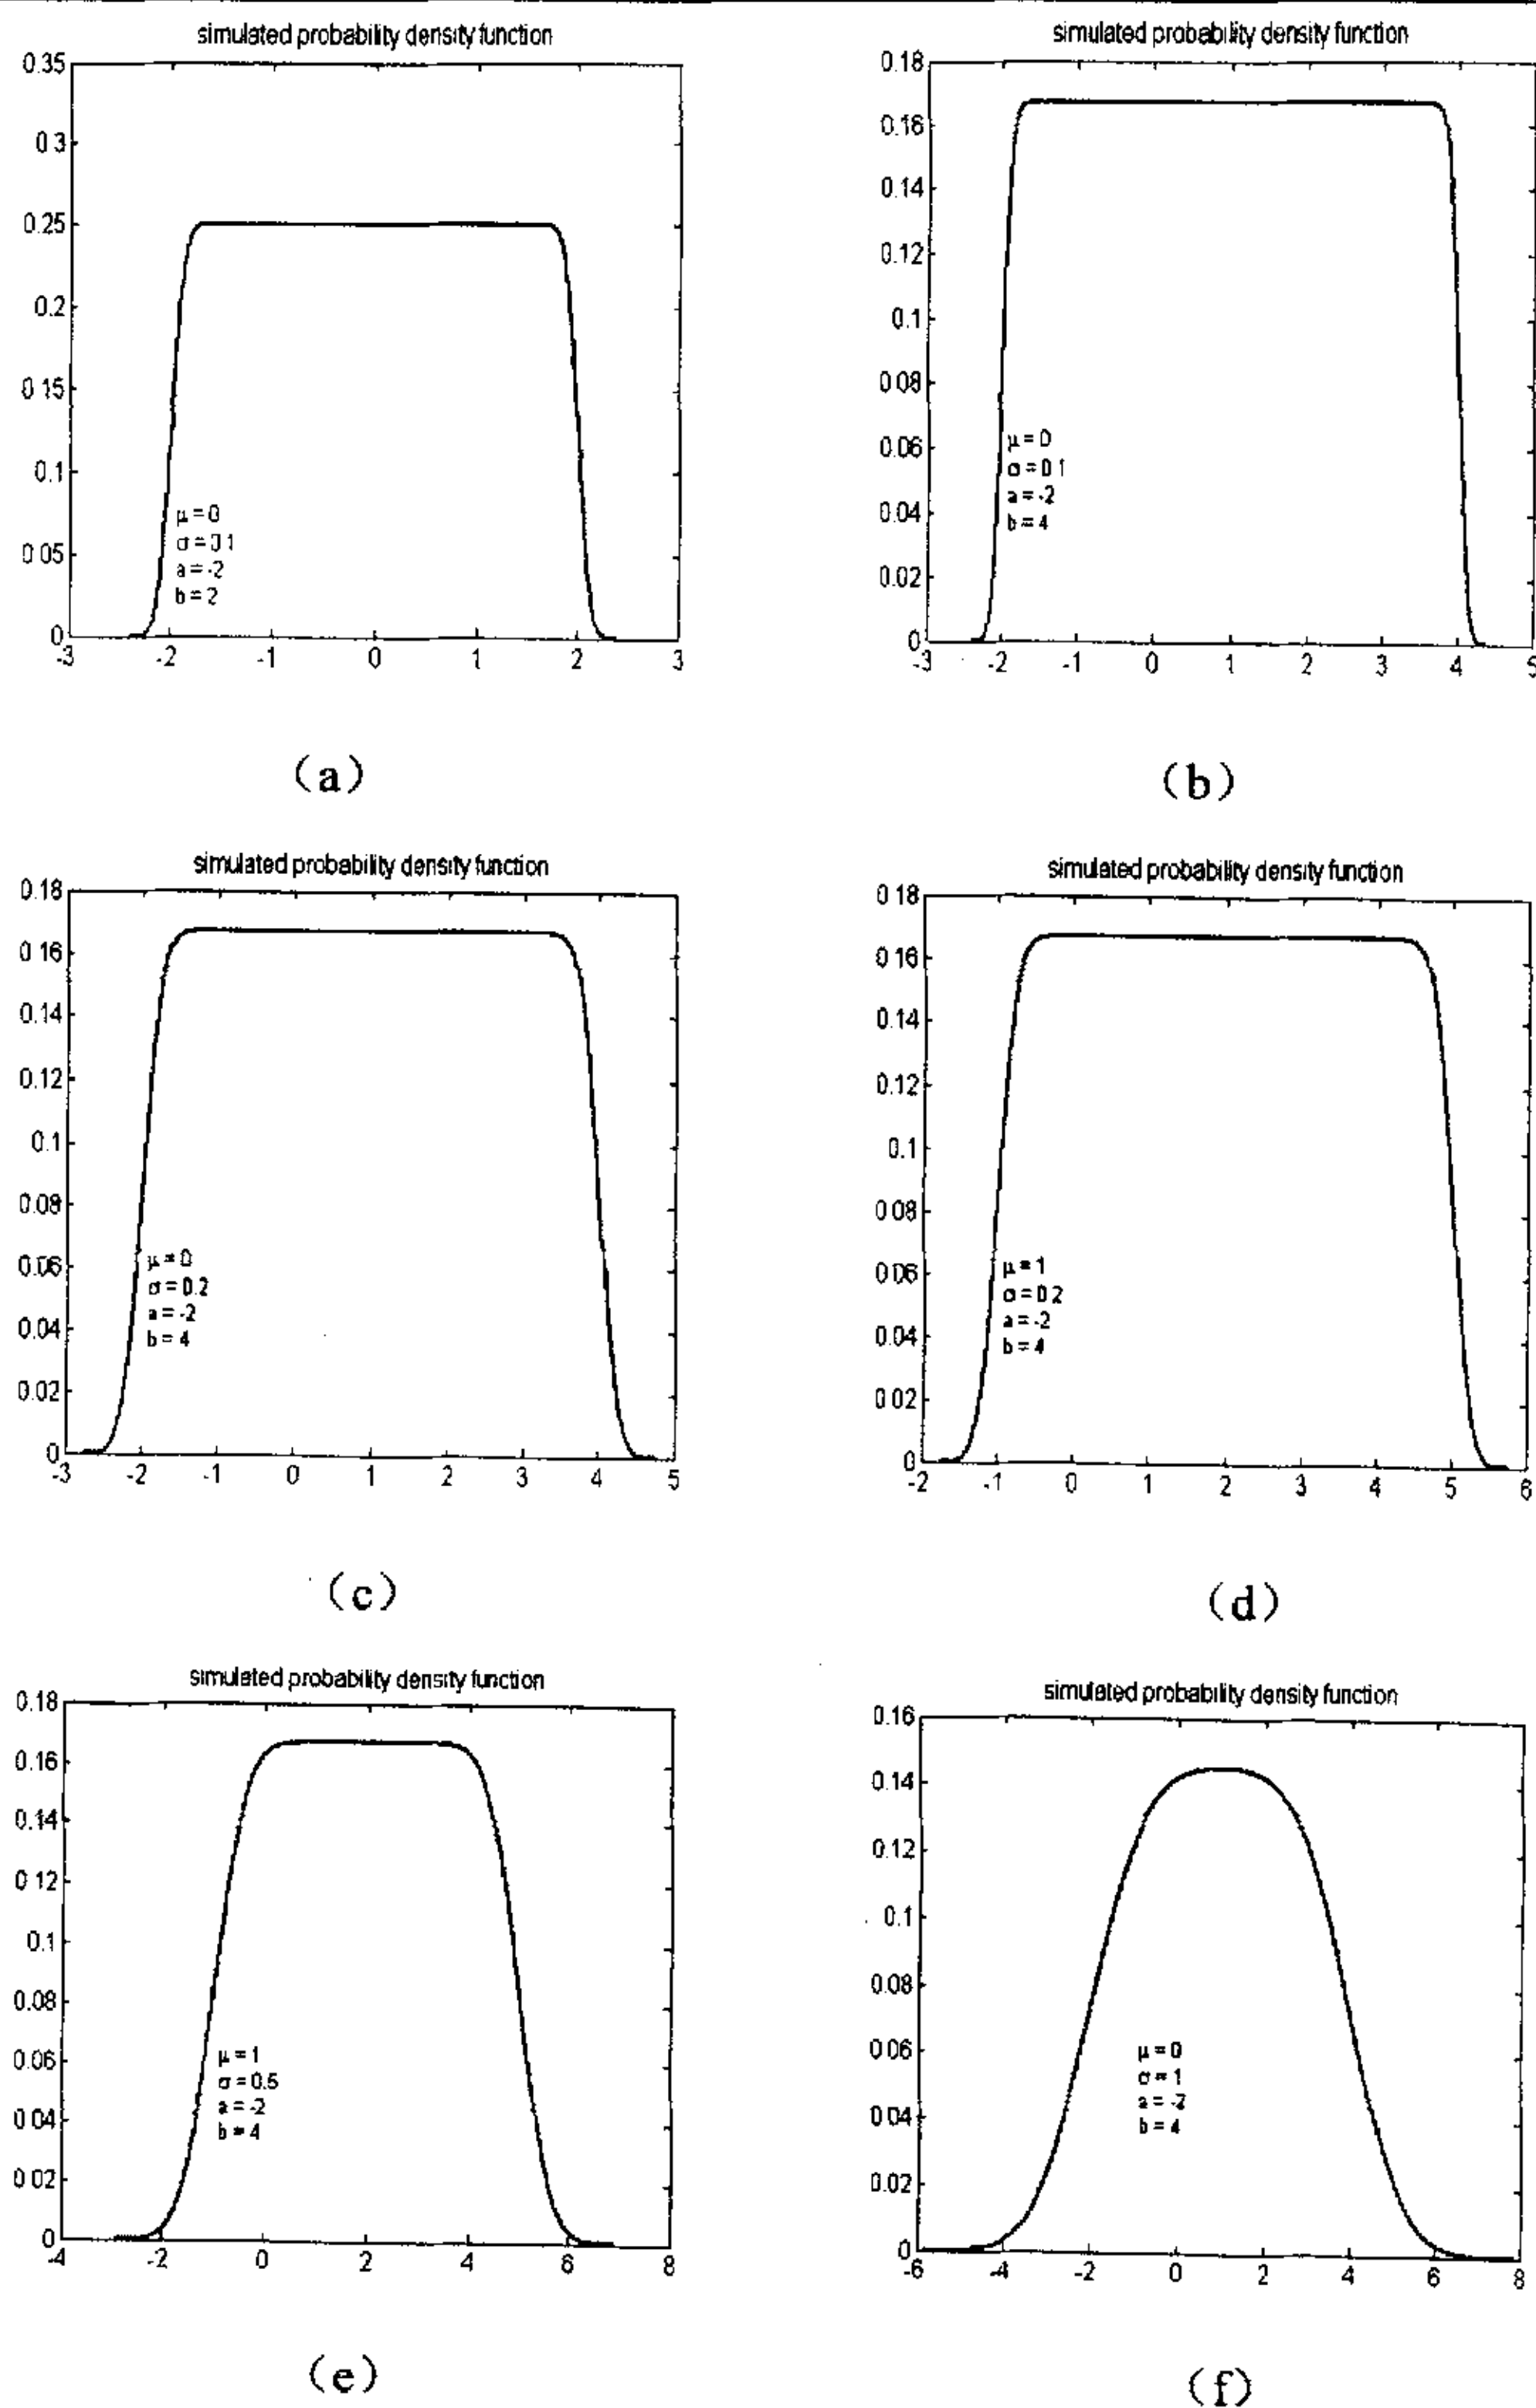 simulated probability density function
0.35
0.3
0.25
0.2
0.15
0.1
0.05
0
-3 -2 -1 0 1 2 3
μ=0
σ=0.1
a=-2
b=2
(a)
simulated probability density function
0.18
0.16
0.14
0.12
0.1
0.08
0.06
0.04
0.02
0
-3 -2 -1 0 1 2 3 4 5
μ=0
σ=0.1
a=-2
b=4
(b)
simulated probability density function
0.18
0.16
0.14
0.12
0.1
0.08
0.06
0.04
0.02
0
-3 -2 -1 0 1 2 3 4 5
μ=0
σ=0.2
a=-2
b=4
(c)
simulated probability density function
0.18
0.16
0.14
0.12
0.1
0.08
0.06
0.04
0.02
0
-2 -1 0 1 2 3 4 5 6
μ=1
σ=0.2
a=-2
b=4
(d)
simulated probability density function
0.18
0.16
0.14
0.12
0.1
0.08
0.06
0.04
0.02
0
-4 -2 0 2 4 6 8
μ=1
σ=0.5
a=-2
b=4
(e)
simulated probability density function
0.16
0.14
0.12
0.1
0.08
0.06
0.04
0.02
0
-6 -4 -2 0 2 4 6 8
μ=0
σ=1
a=-2
b=4
(f)